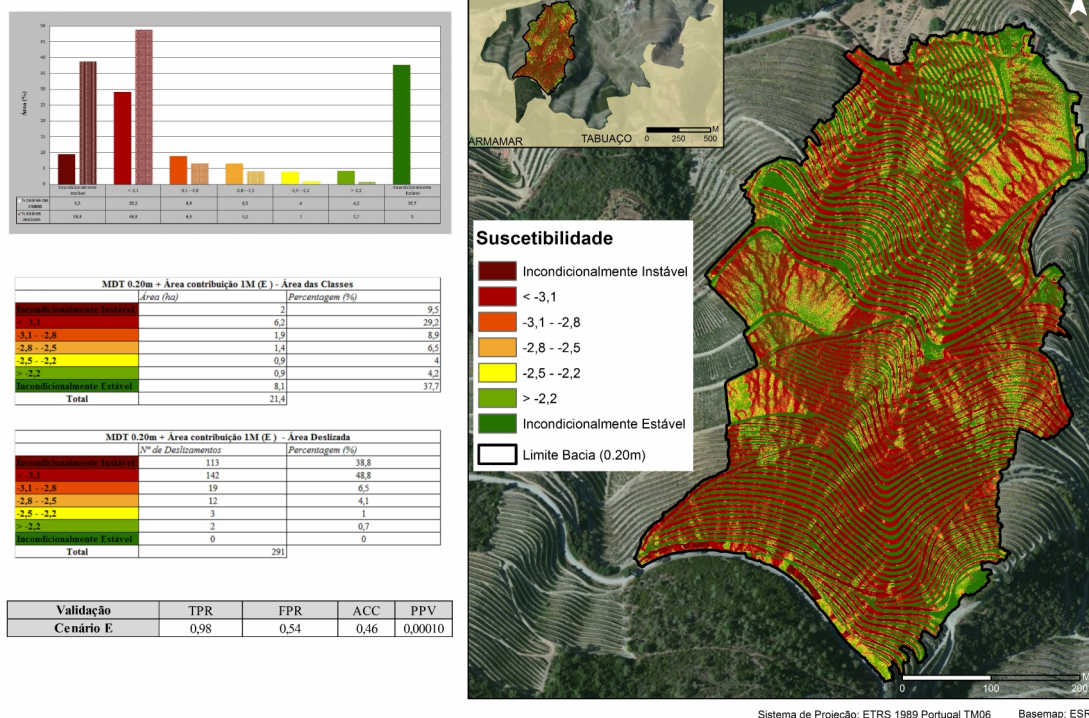 50
45
40
35
30
25
20
15
10
5
0
Área (%)
Incondicionalmente Instável < -3,1 -3,1 - -2,8 -2,8 - -2,5 -2,5 - -2,2 > -2,2 Incondicionalmente Estável
9,5 29,2 8,9 6,5 4 4,2 37,7
38,8 48,8 6,5 4,1 1 0,7 0
MDT 0.20m + Área contribuição 1M (E ) - Área das Classes
Área (ha) Percentagem (%)
Incondicionalmente Instável 2 9,5
< -3,1 6,2 29,2
-3,1 - -2,8 1,9 8,9
-2,8 - -2,5 1,4 6,5
-2,5 - -2,2 0,9 4
> -2,2 0,9 4,2
Incondicionalmente Estável 8,1 37,7
Total 21,4
MDT 0.20m + Área contribuição 1M (E ) - Área Deslizada
Nº de Deslizamentos Percentagem (%)
Incondicionalmente Instável 113 38,8
< -3,1 142 48,8
-3,1 - -2,8 19 6,5
-2,8 - -2,5 12 4,1
-2,5 - -2,2 3 1
> -2,2 2 0,7
Incondicionalmente Estável 0 0
Total 291
Validação TPR FPR ACC PPV
Cenário E 0,98 0,54 0,46 0,00010
ARMAMAR TABUAÇO
M
0 250 500
Suscetibilidade
Incondicionalmente Instável
< -3,1
-3,1 - -2,8
-2,8 - -2,5
-2,5 - -2,2
> -2,2
Incondicionalmente Estável
Limite Bacia (0.20m)
M
0 100 200
Sistema de Projeção: ETRS 1989 Portugal TM06 Basemap: ESR